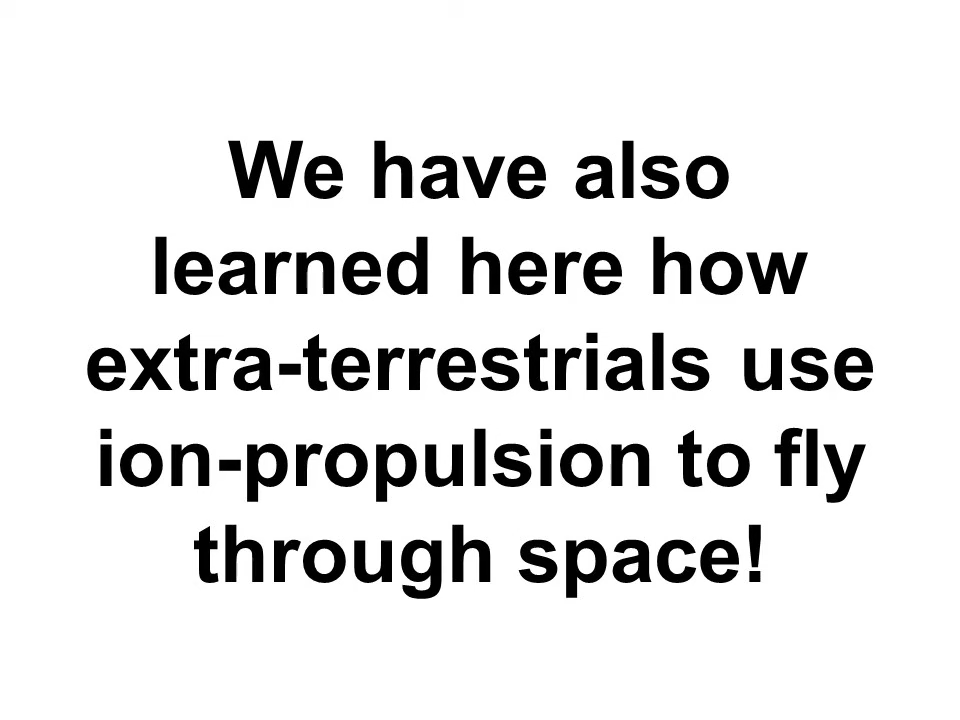 We have also
learned here how
extra-terrestrials use
ion-propulsion to fly
through space!